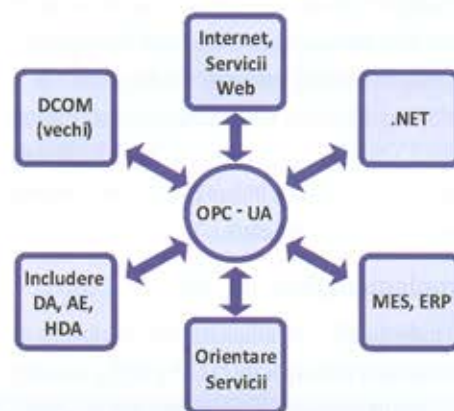 Internet,
Servicii
Web
DCOM
(vechi)
.NET
OPC - UA
Includere
DA, AE,
HDA
MES, ERP
Orientare
Servicii